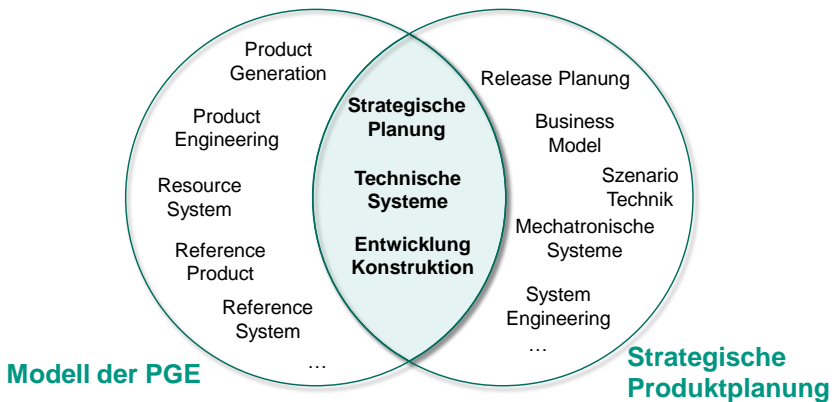 Product
Generation
Product
Engineering
Resource
System
Reference
Product
Reference
System
…
Modell der PGE
Strategische
Planung
Technische
Systeme
Entwicklung
Konstruktion
Release Planung
Business
Model
Szenario
Technik
Mechatronische
Systeme
System
Engineering
…
Strategische
Produktplanung